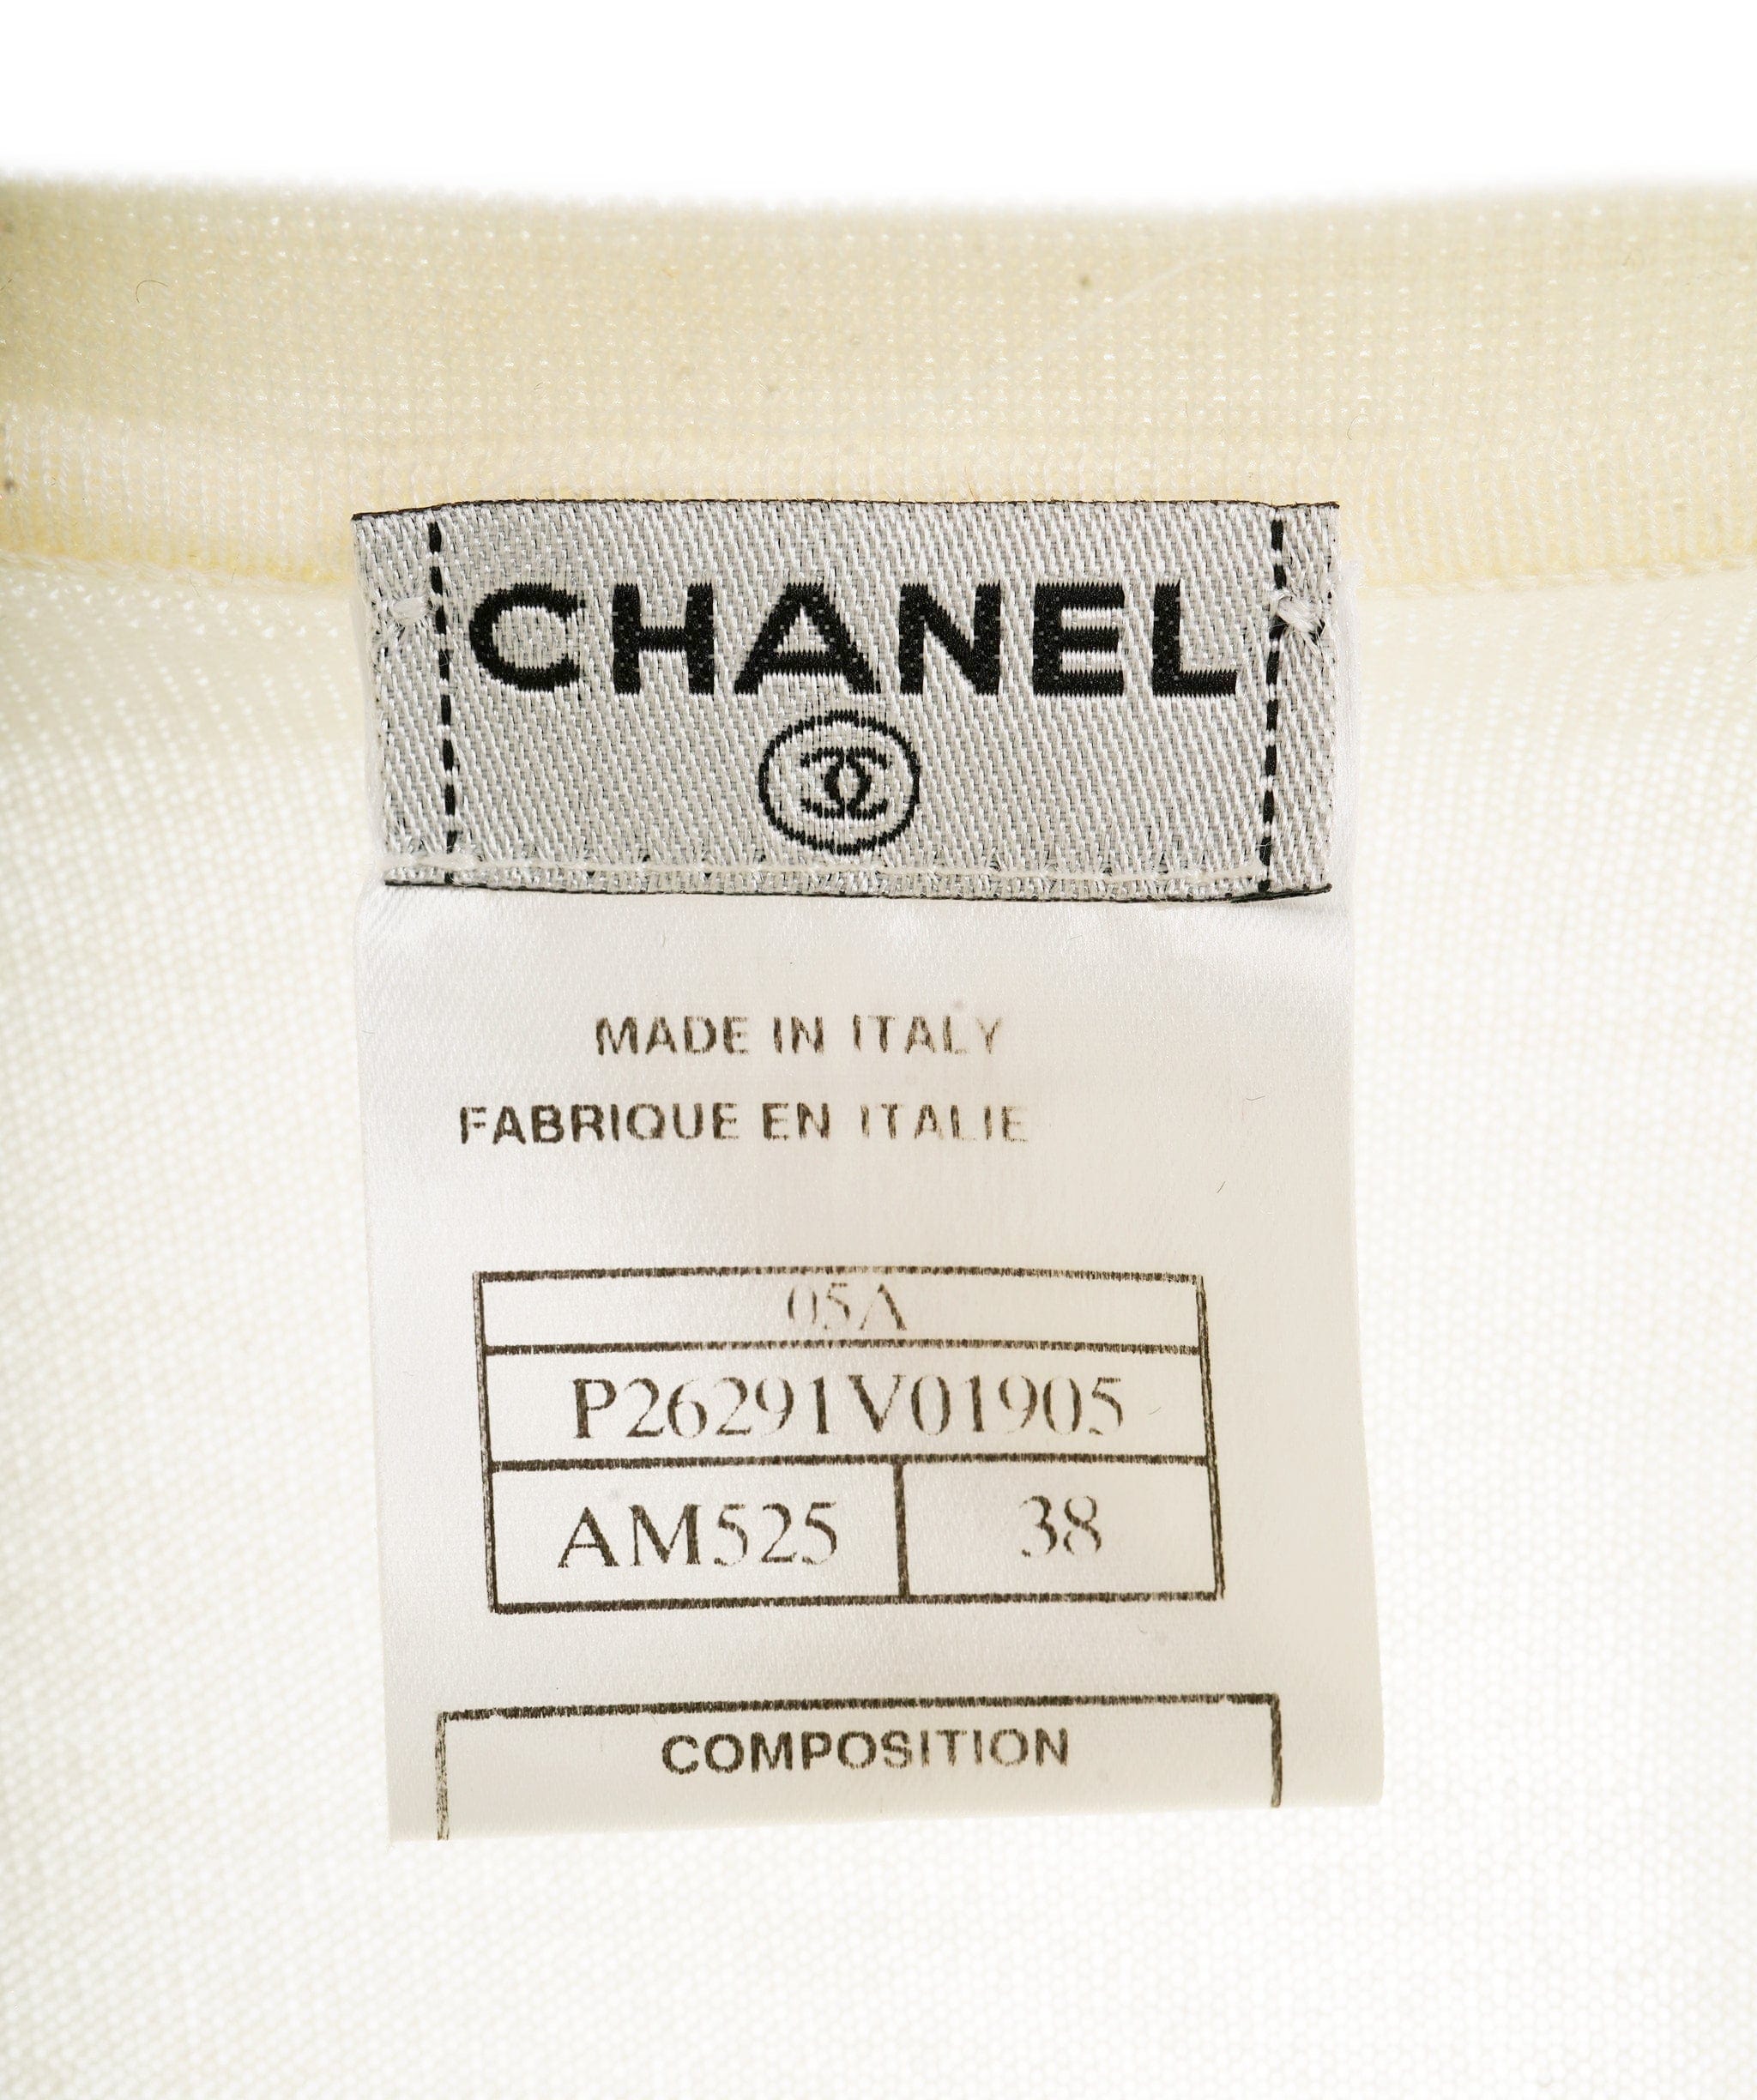 CHANEL
MADE IN ITALY
FABRIQUE EN ITALIE
05A
P26291V01905
AM525 38
COMPOSITION